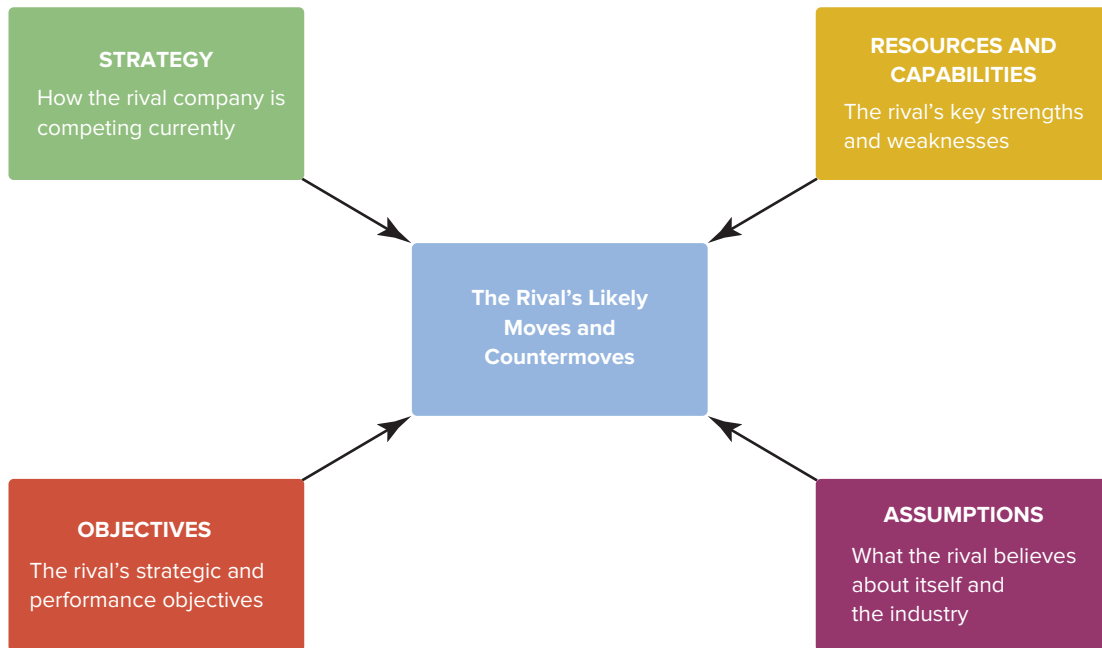 STRATEGY
How the rival company is
competing currently
RESOURCES AND
CAPABILITIES
The rival’s key strengths
and weaknesses
The Rival’s Likely
Moves and
Countermoves
OBJECTIVES
The rival’s strategic and
performance objectives
ASSUMPTIONS
What the rival believes
about itself and
the industry